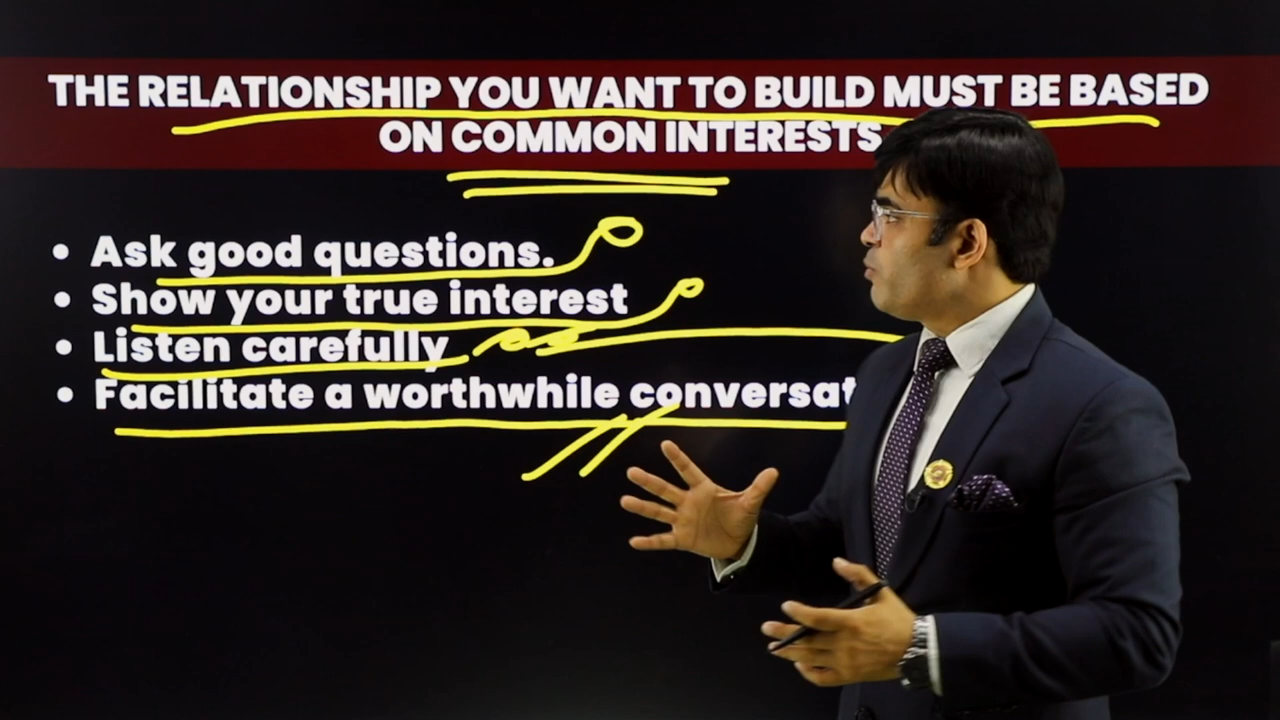 THE RELATIONSHIP YOU WANT TO BUILD MUST BE BASED
ON COMMON INTERESTS
• Ask good questions.
• Show your true interest
• Listen carefully
• Facilitate a worthwhile